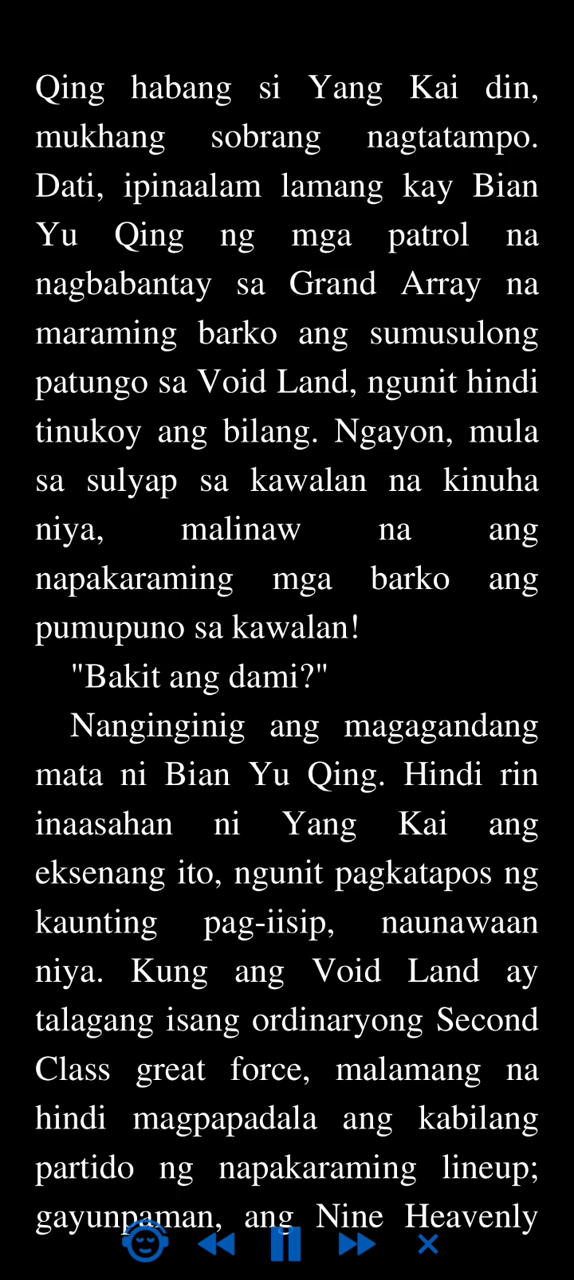 Qing habang si Yang Kai din,
mukhang sobrang nagtatampo.
Dati, ipinaalam lamang kay Bian
Yu Qing ng mga patrol na
nagbabantay sa Grand Array na
maraming barko ang sumusulong
patungo sa Void Land, ngunit hindi
tinukoy ang bilang. Ngayon, mula
sa sulyap sa kawalan na kinuha
niya, malinaw na ang
napakaraming mga barko ang
pumupuno sa kawalan!
"Bakit ang dami?"
Nanginginig ang magagandang
mata ni Bian Yu Qing. Hindi rin
inaasahan ni Yang Kai ang
eksenang ito, ngunit pagkatapos ng
kaunting pag-iisip, naunawaan
niya. Kung ang Void Land ay
talagang isang ordinaryong Second
Class great force, malamang na
hindi magpapadala ang kabilang
partido ng napakaraming lineup;
gayunpaman, ang Nine Heavenly